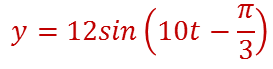 y = 12sin(10t − π/3)